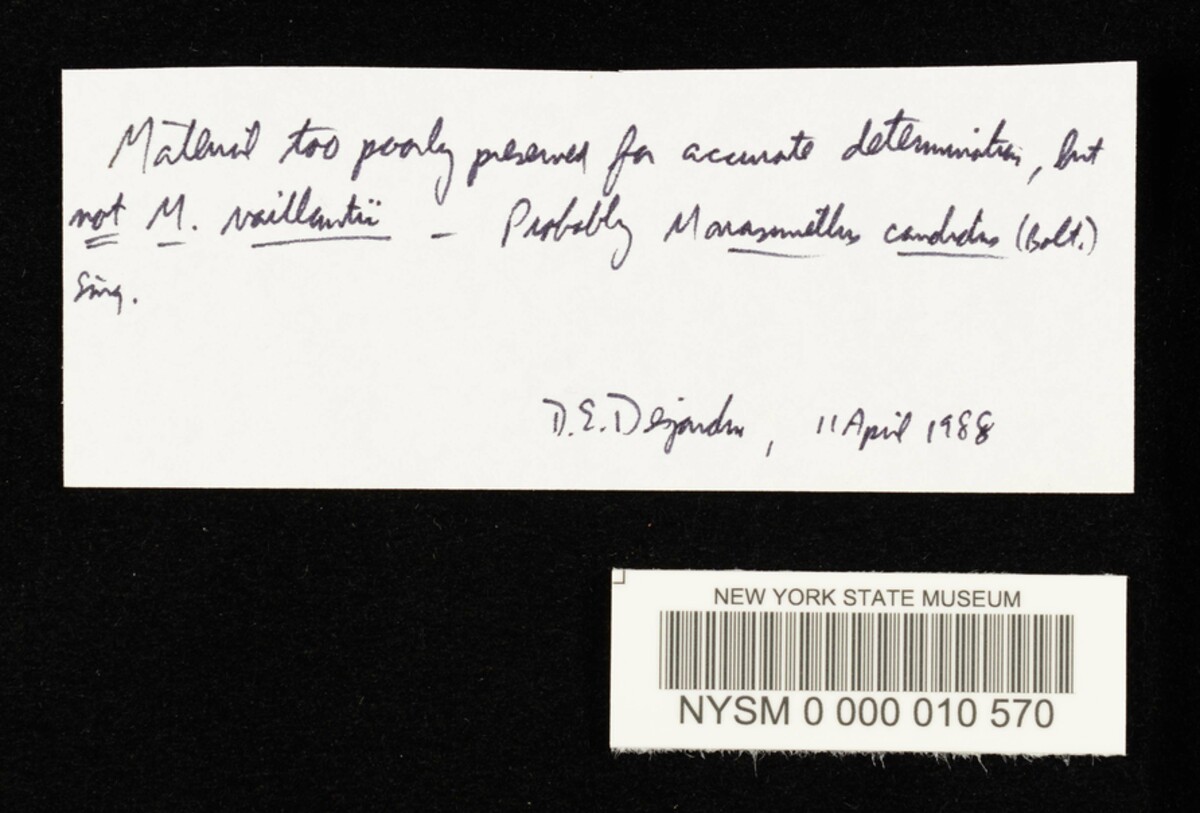 Material too poorly preserved for accurate determination, but
not M. vaillantii – Probably Marasmiellus candidus (Bolt.)
Sing.
D.E. Desjardin, 11 April 1988
NEW YORK STATE MUSEUM
NYSM 0 000 010 570